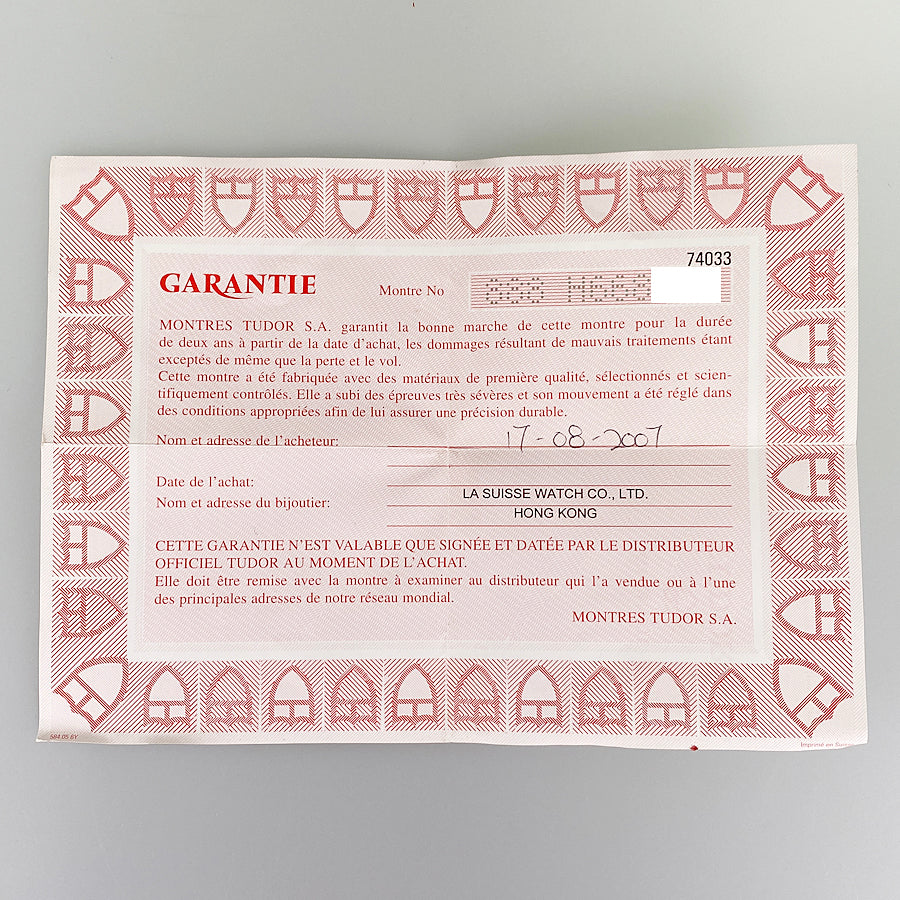 74033
GARANTIE
Montre No
MONTRES TUDOR S.A. garantit la bonne marche de cette montre pour la durée
de deux ans à partir de la date d'achat, les dommages résultant de mauvais traitements étant
exceptés de même que la perte et le vol.
Cette montre a été fabriquée avec des matériaux de première qualité, sélectionnés et scien-
tifiquement contrôlés. Elle a subi des épreuves très sévères et son mouvement a été réglé dans
des conditions appropriées afin de lui assurer une précision durable.
Nom et adresse de l'acheteur: 17-08-2007
Date de l'achat:
Nom et adresse du bijoutier: LA SUISSE WATCH CO., LTD.
HONG KONG
CETTE GARANTIE N'EST VALABLE QUE SIGNÉE ET DATÉE PAR LE DISTRIBUTEUR
OFFICIEL TUDOR AU MOMENT DE L'ACHAT.
Elle doit être remise avec la montre à examiner au distributeur qui l'a vendue ou à l'une
des principales adresses de notre réseau mondial.
MONTRES TUDOR S.A.
584.05 BY
Imprimé en